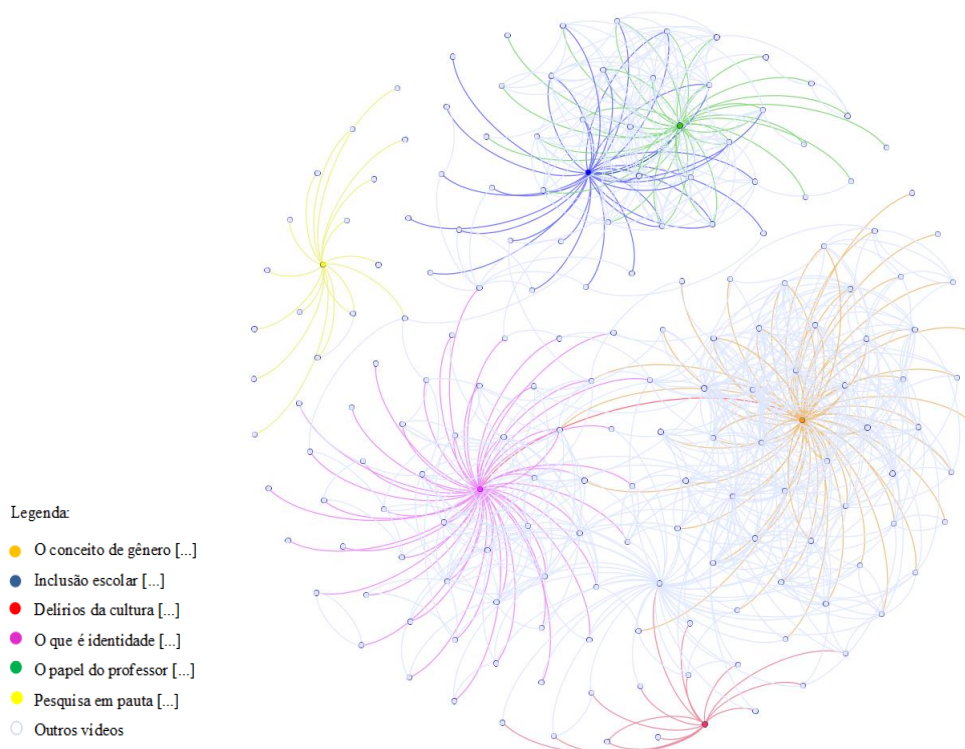 Legenda:
O conceito de gênero [...]
Inclusão escolar [...]
Delírios da cultura [...]
O que é identidade [...]
O papel do professor [...]
Pesquisa em pauta [...]
Outros vídeos